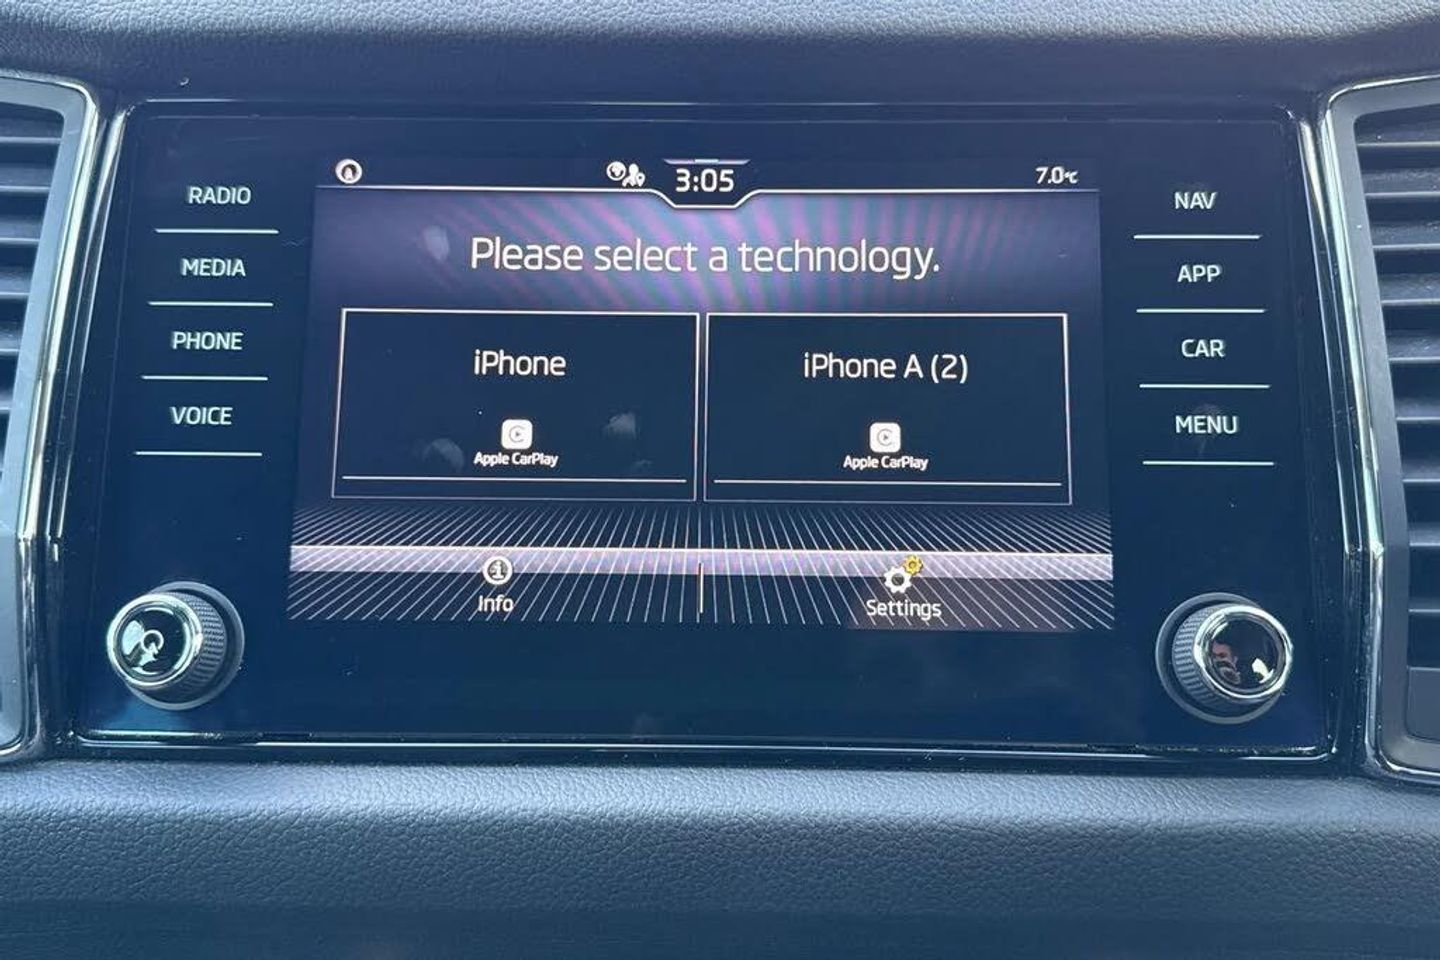 3:05
7.0°C
RADIO
MEDIA
PHONE
VOICE
Please select a technology.
iPhone
Apple CarPlay
iPhone A (2)
Apple CarPlay
Info
Settings
NAV
APP
CAR
MENU